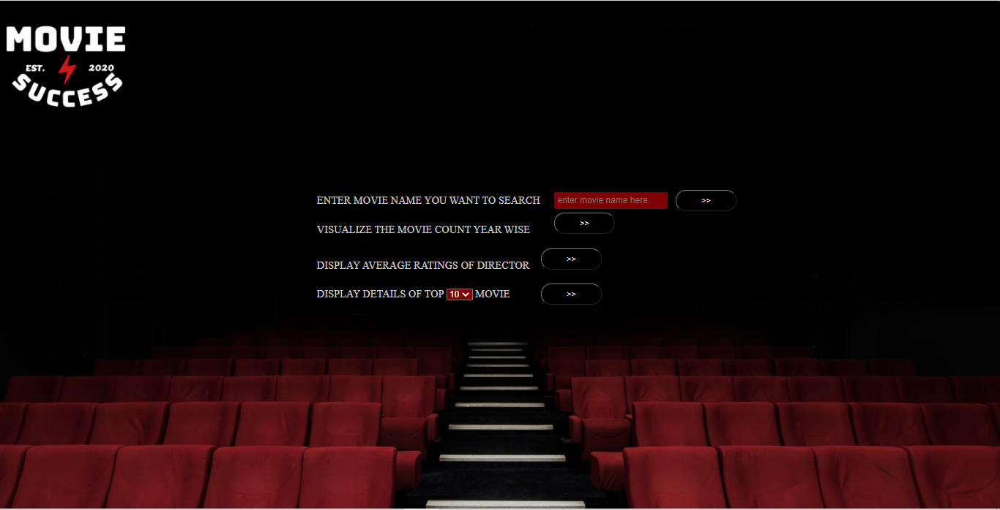 MOVIE
EST. 2020
SUCCESS
ENTER MOVIE NAME YOU WANT TO SEARCH enter movie name here >>
VISUALIZE THE MOVIE COUNT YEAR WISE >>
DISPLAY AVERAGE RATINGS OF DIRECTOR >>
DISPLAY DETAILS OF TOP 10 MOVIE >>